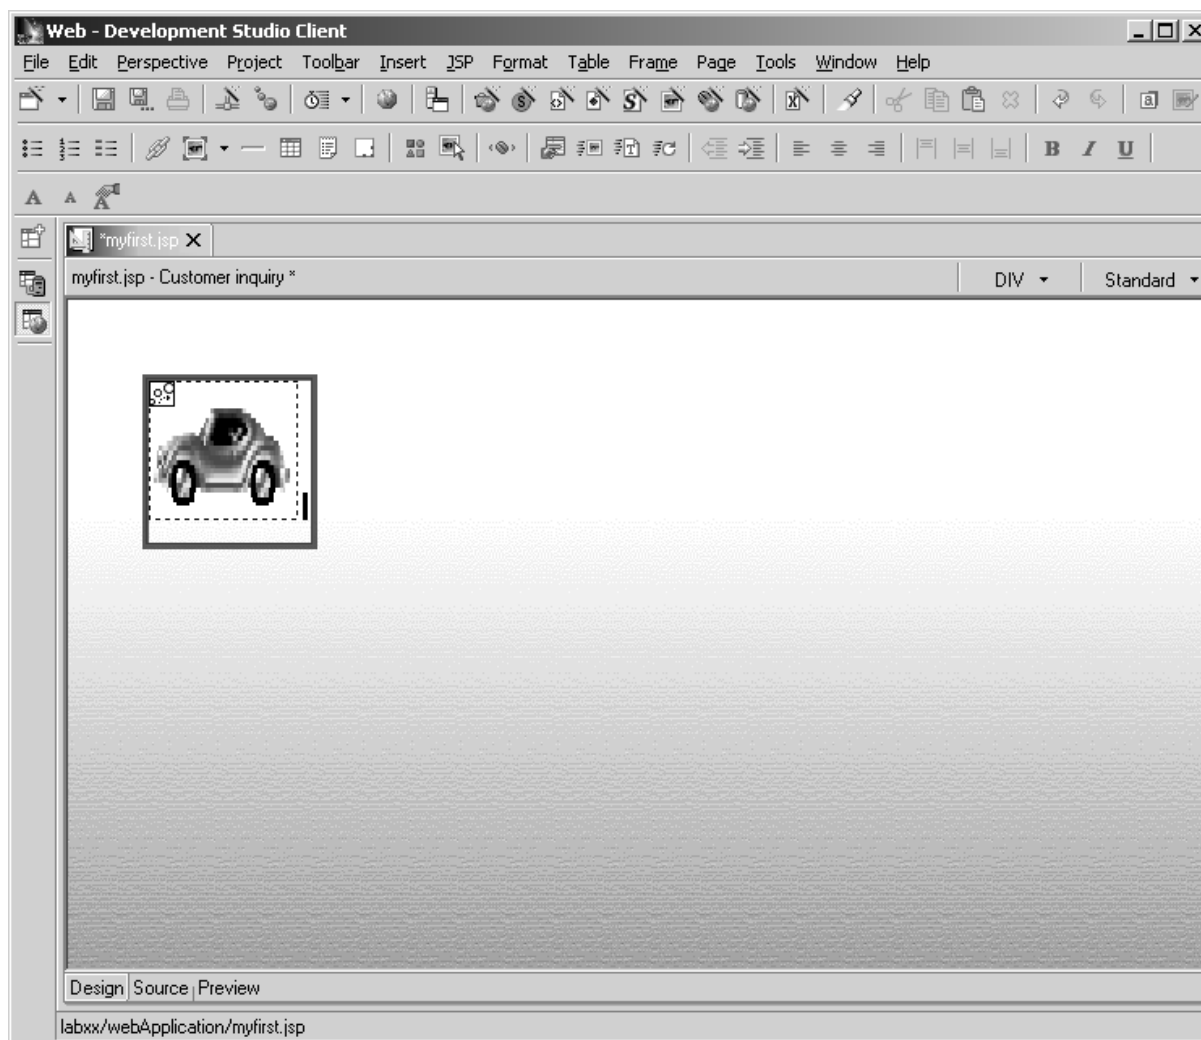 Web - Development Studio Client
File Edit Perspective Project Toolbar Insert JSP Format Table Frame Page Tools Window Help
B I U
A A A
*myfirst.jsp
myfirst.jsp - Customer inquiry * DIV Standard
Design Source Preview
labxx/webApplication/myfirst.jsp